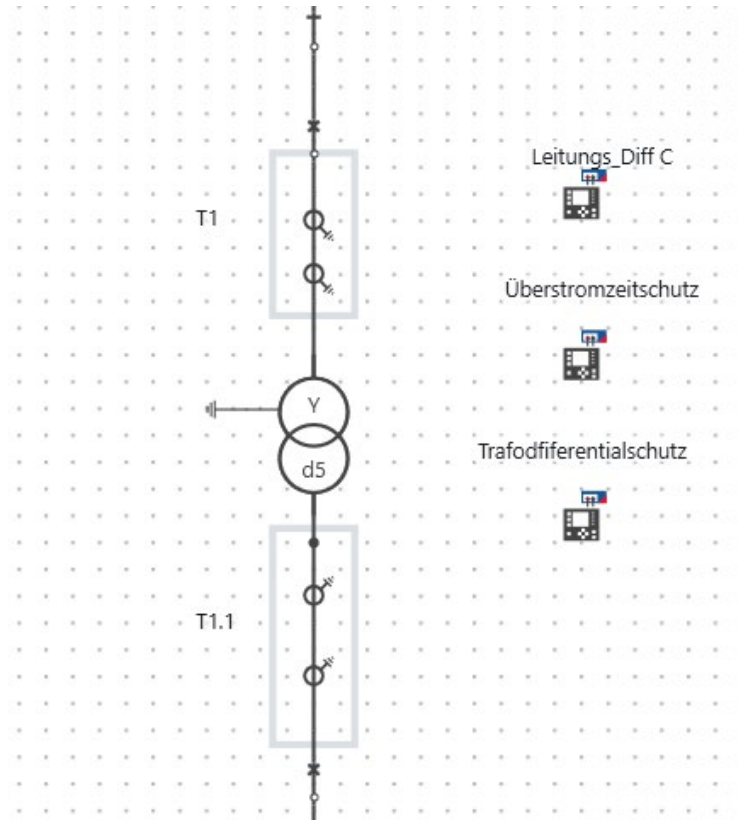 Leitungs_Diff C
T1
Überstromzeitschutz
Y
d5
Trafodfiferentialschutz
T1.1